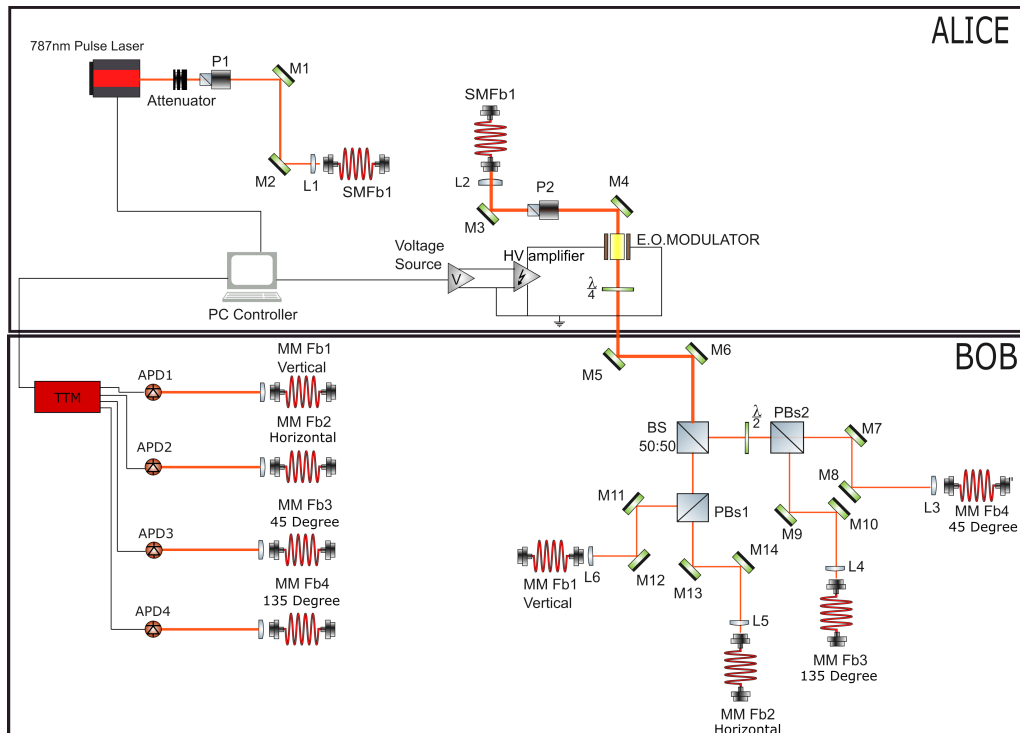 ALICE
787nm Pulse Laser
P1
M1
Attenuator
M2
L1
SMFb1
SMFb1
L2
P2
M4
M3
E.O.MODULATOR
Voltage
Source
HV amplifier
V
λ
4
PC Controller
BOB
MM Fb1
Vertical
APD1
TTM
MM Fb2
Horizontal
APD2
MM Fb3
45 Degree
APD3
MM Fb4
135 Degree
APD4
M5
M6
BS
50:50
λ
2
PBs2
M7
M8
L3
MM Fb4
45 Degree
M9
M10
L4
MM Fb3
135 Degree
M11
PBs1
M12
L6
MM Fb1
Vertical
M13
M14
L5
MM Fb2
Horizontal